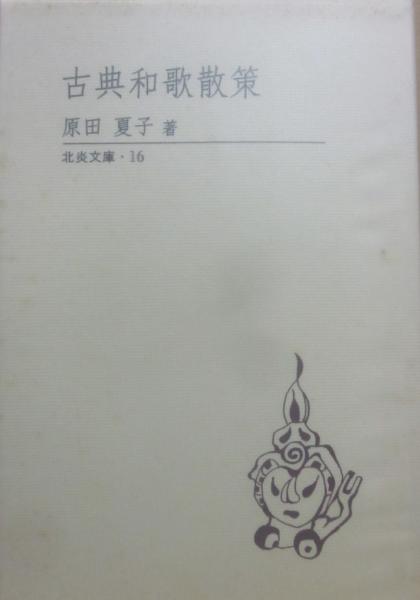 古典和歌散策
原田 夏子 著
北炎文庫・16